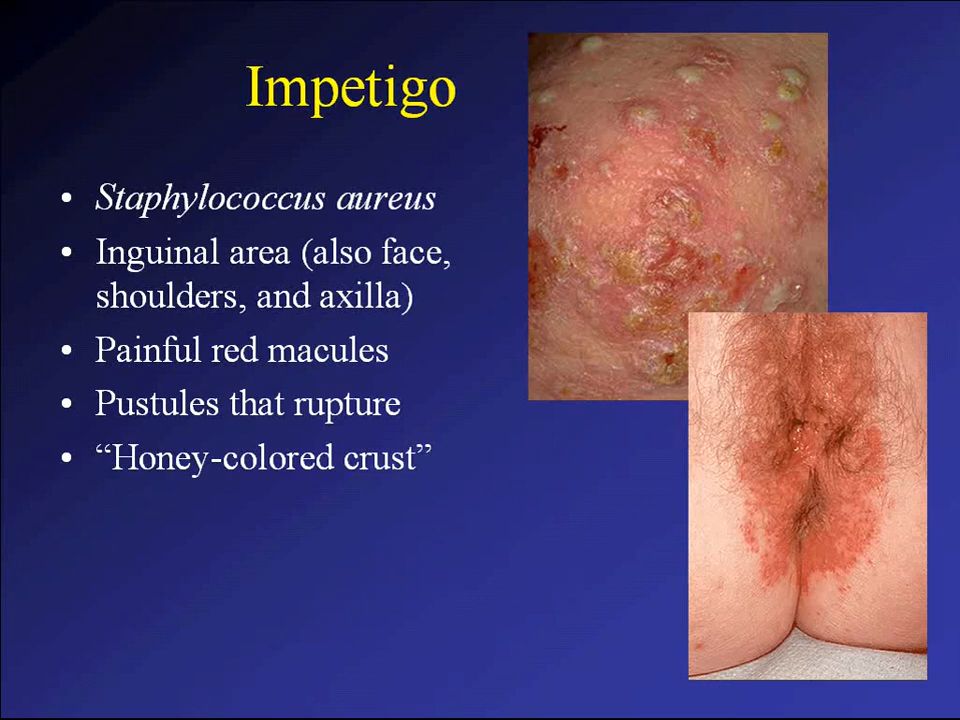 Impetigo
• Staphylococcus aureus
• Inguinal area (also face,
shoulders, and axilla)
• Painful red macules
• Pustules that rupture
• “Honey-colored crust”